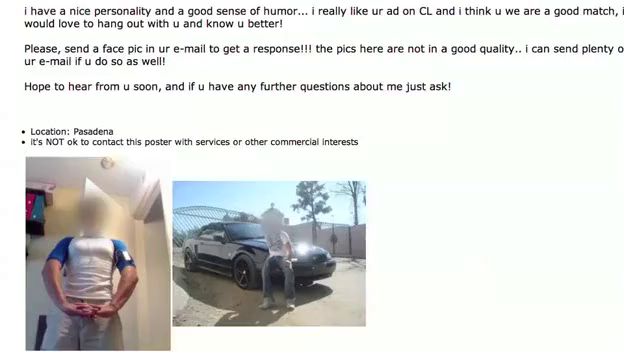 i have a nice personality and a good sense of humor... i really like ur ad on CL and i think u we are a good match, i
would love to hang out with u and know u better!
Please, send a face pic in ur e-mail to get a response!!! the pics here are not in a good quality.. i can send plenty o
ur e-mail if u do so as well!
Hope to hear from u soon, and if u have any further questions about me just ask!
• Location: Pasadena
• it's NOT ok to contact this poster with services or other commercial interests